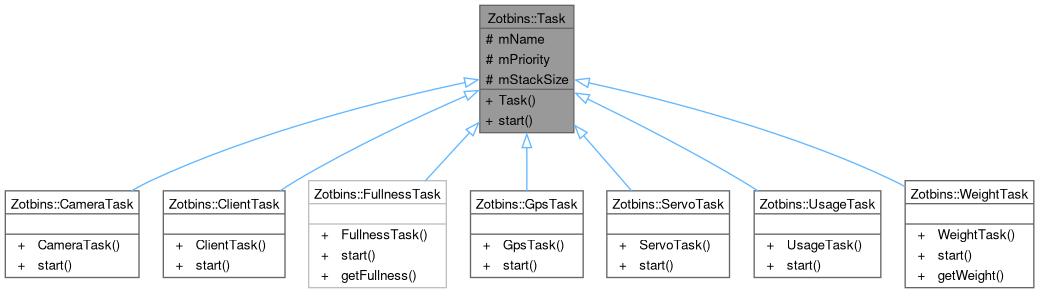 Zotbins::Task
# mName
# mPriority
# mStackSize
+ Task()
+ start()
Zotbins::CameraTask
+ CameraTask()
+ start()
Zotbins::ClientTask
+ ClientTask()
+ start()
Zotbins::FullnessTask
+ FullnessTask()
+ start()
+ getFullness()
Zotbins::GpsTask
+ GpsTask()
+ start()
Zotbins::ServoTask
+ ServoTask()
+ start()
Zotbins::UsageTask
+ UsageTask()
+ start()
Zotbins::WeightTask
+ WeightTask()
+ start()
+ getWeight()